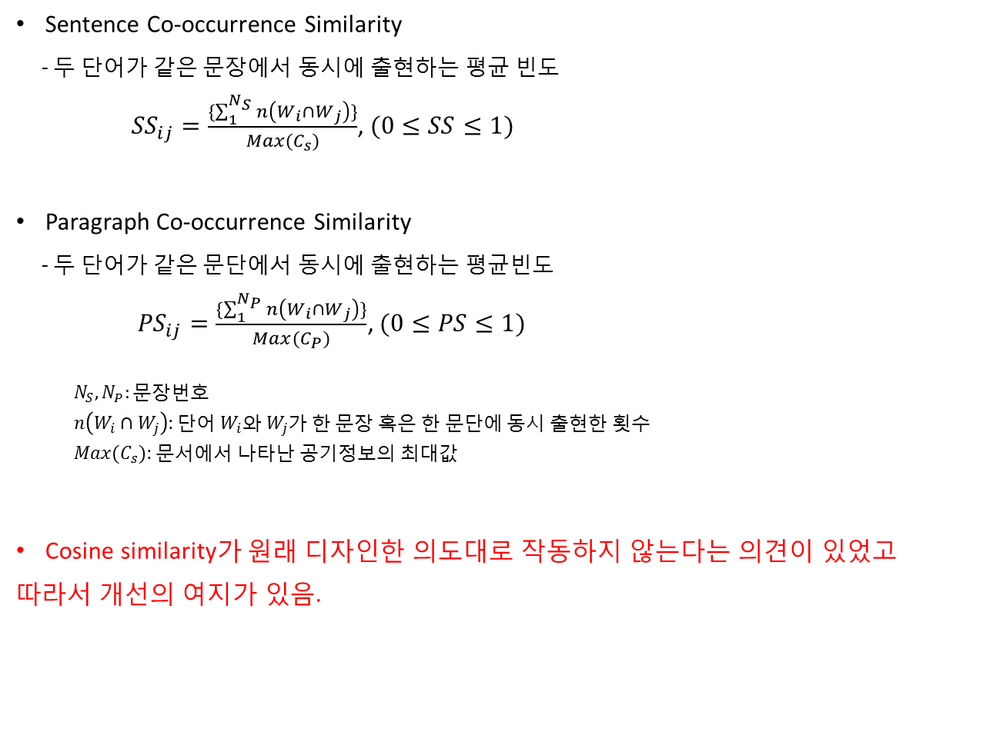 • Sentence Co-occurrence Similarity
- 두 단어가 같은 문장에서 동시에 출현하는 평균 빈도
$SS_{ij} = \frac{\{\sum_{1}^{N_S} n(W_i \cap W_j)\}}{Max(C_s)}, (0 \leq SS \leq 1)$
• Paragraph Co-occurrence Similarity
- 두 단어가 같은 문단에서 동시에 출현하는 평균빈도
$PS_{ij} = \frac{\{\sum_{1}^{N_P} n(W_i \cap W_j)\}}{Max(C_P)}, (0 \leq PS \leq 1)$
$N_S, N_P$: 문장번호
$n(W_i \cap W_j)$: 단어 $W_i$와 $W_j$가 한 문장 혹은 한 문단에 동시 출현한 횟수
$Max(C_s)$: 문서에서 나타난 공기정보의 최대값
• Cosine similarity가 원래 디자인한 의도대로 작동하지 않는다는 의견이 있었고
따라서 개선의 여지가 있음.